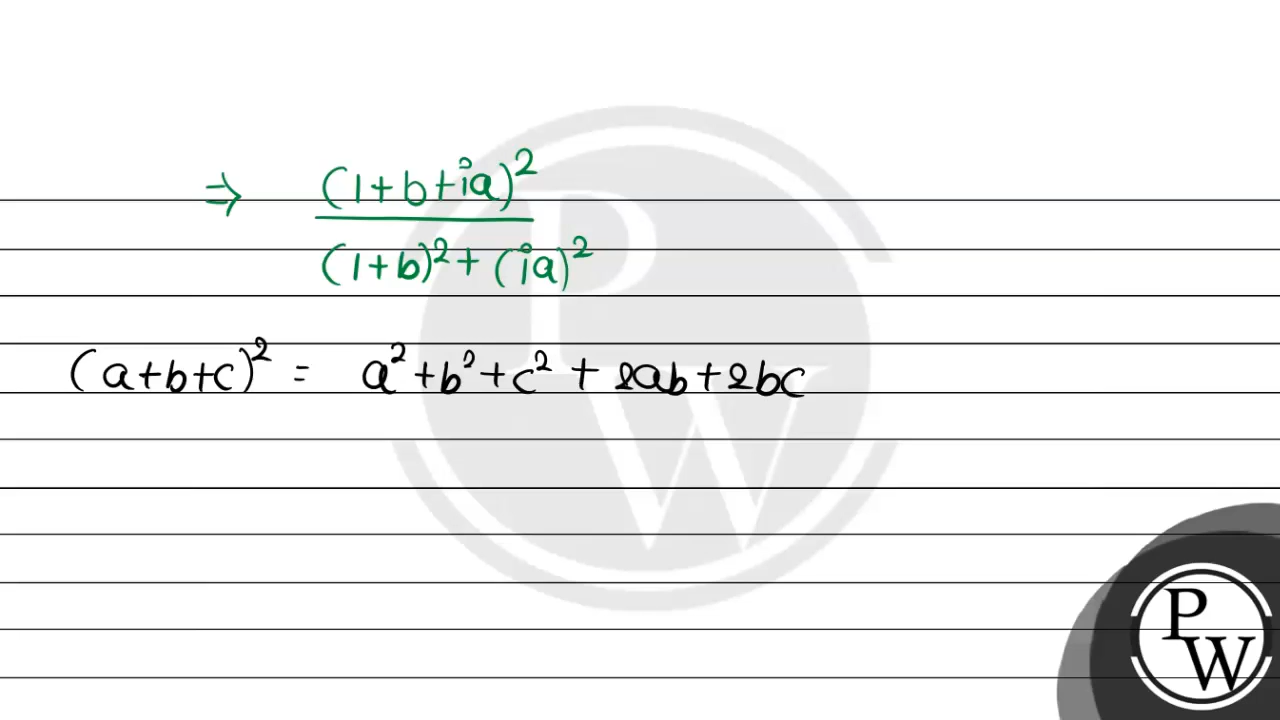 ⇒ (1+b+ia)²
(1+b)²+(ia)²
(a+b+c)² = a²+b²+c²+2ab+2bc
P
W
P
W